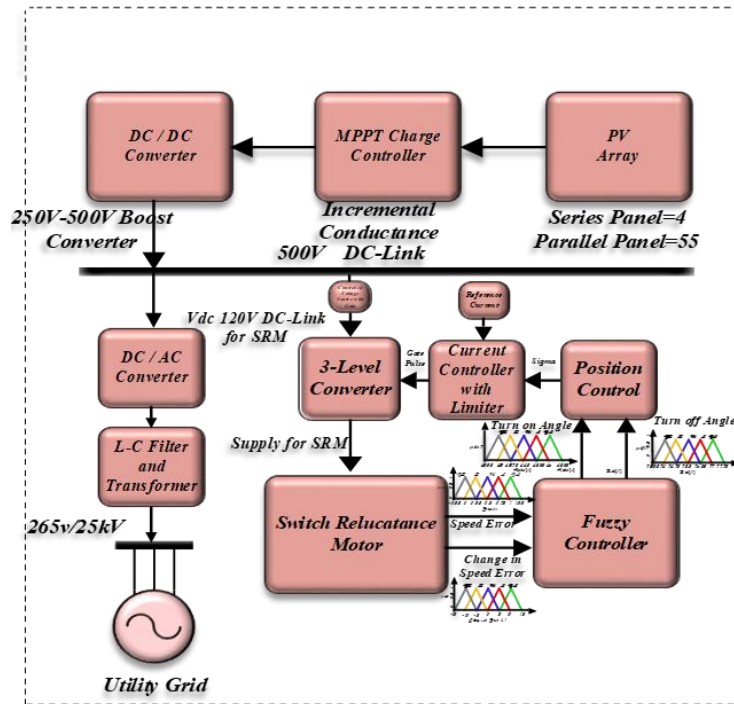 DC / DC
Converter
MPPT Charge
Controller
PV
Array
250V-500V Boost
Converter
Incremental
Conductance
Series Panel=4
Parallel Panel=55
500V DC-Link
Vdc 120V DC-Link
for SRM
Reference
Current
DC / AC
Converter
3-Level
Converter
Gate
Pulse
Current
Controller
with
Limiter
Sigma
Position
Control
Turn on Angle
Turn off Angle
Supply for SRM
L-C Filter
and
Transformer
265v/25kV
Switch Relucatance
Motor
Speed Error
Change in
Speed Error
Fuzzy
Controller
Utility Grid